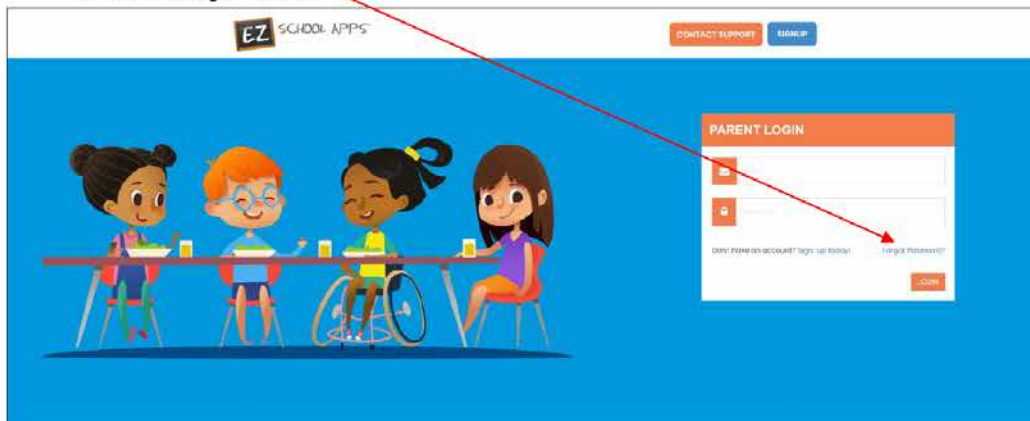 EZ SCHOOL APPS
CONTACT SUPPORT
SIGNUP
PARENT LOGIN
Don't have an account? Sign-up today!
Forgot Password?
LOGIN